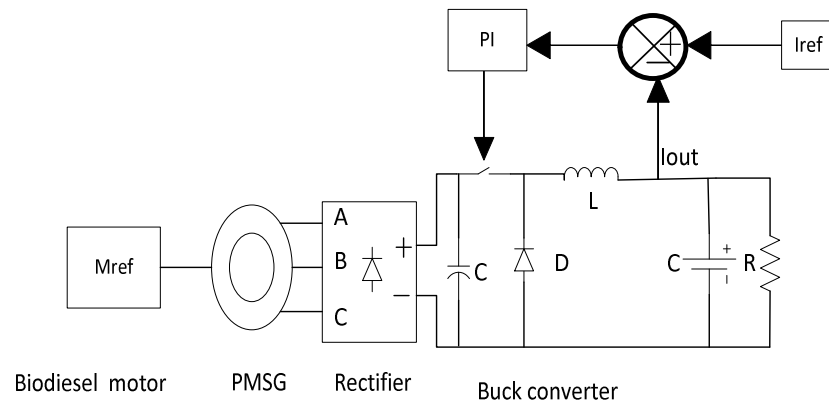 PI
+
−
Iref
Iout
L
A
B
C
+
−
Mref
C
D
C
+
-
R
Biodiesel motor
PMSG
Rectifier
Buck converter